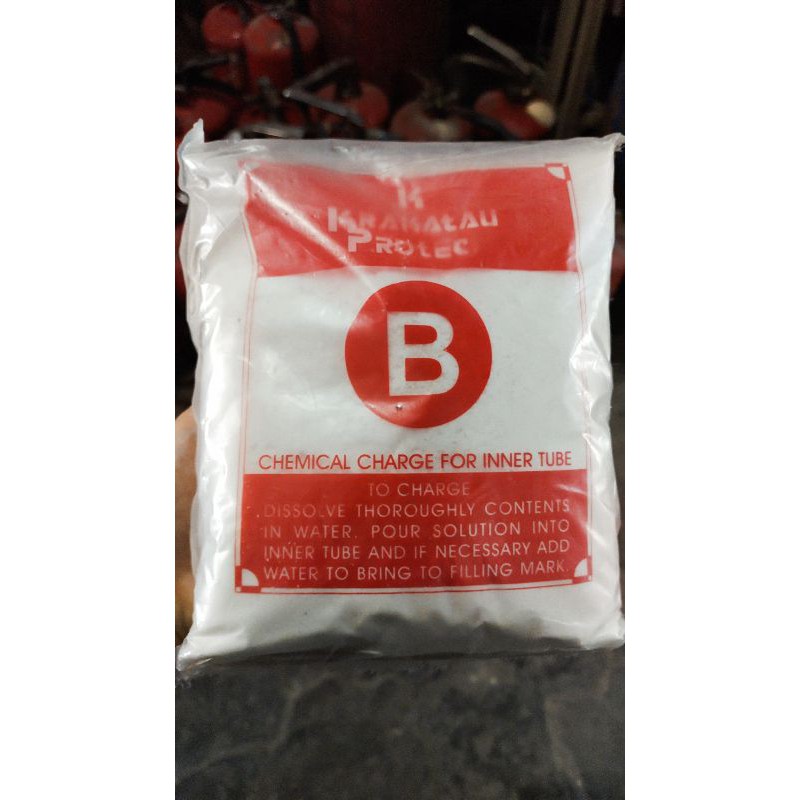 K
KRAKATAU
PROTEC
B
CHEMICAL CHARGE FOR INNER TUBE
TO CHARGE
DISSOLVE THOROUGHLY CONTENTS
IN WATER. POUR SOLUTION INTO
INNER TUBE AND IF NECESSARY ADD
WATER TO BRING TO FILLING MARK.